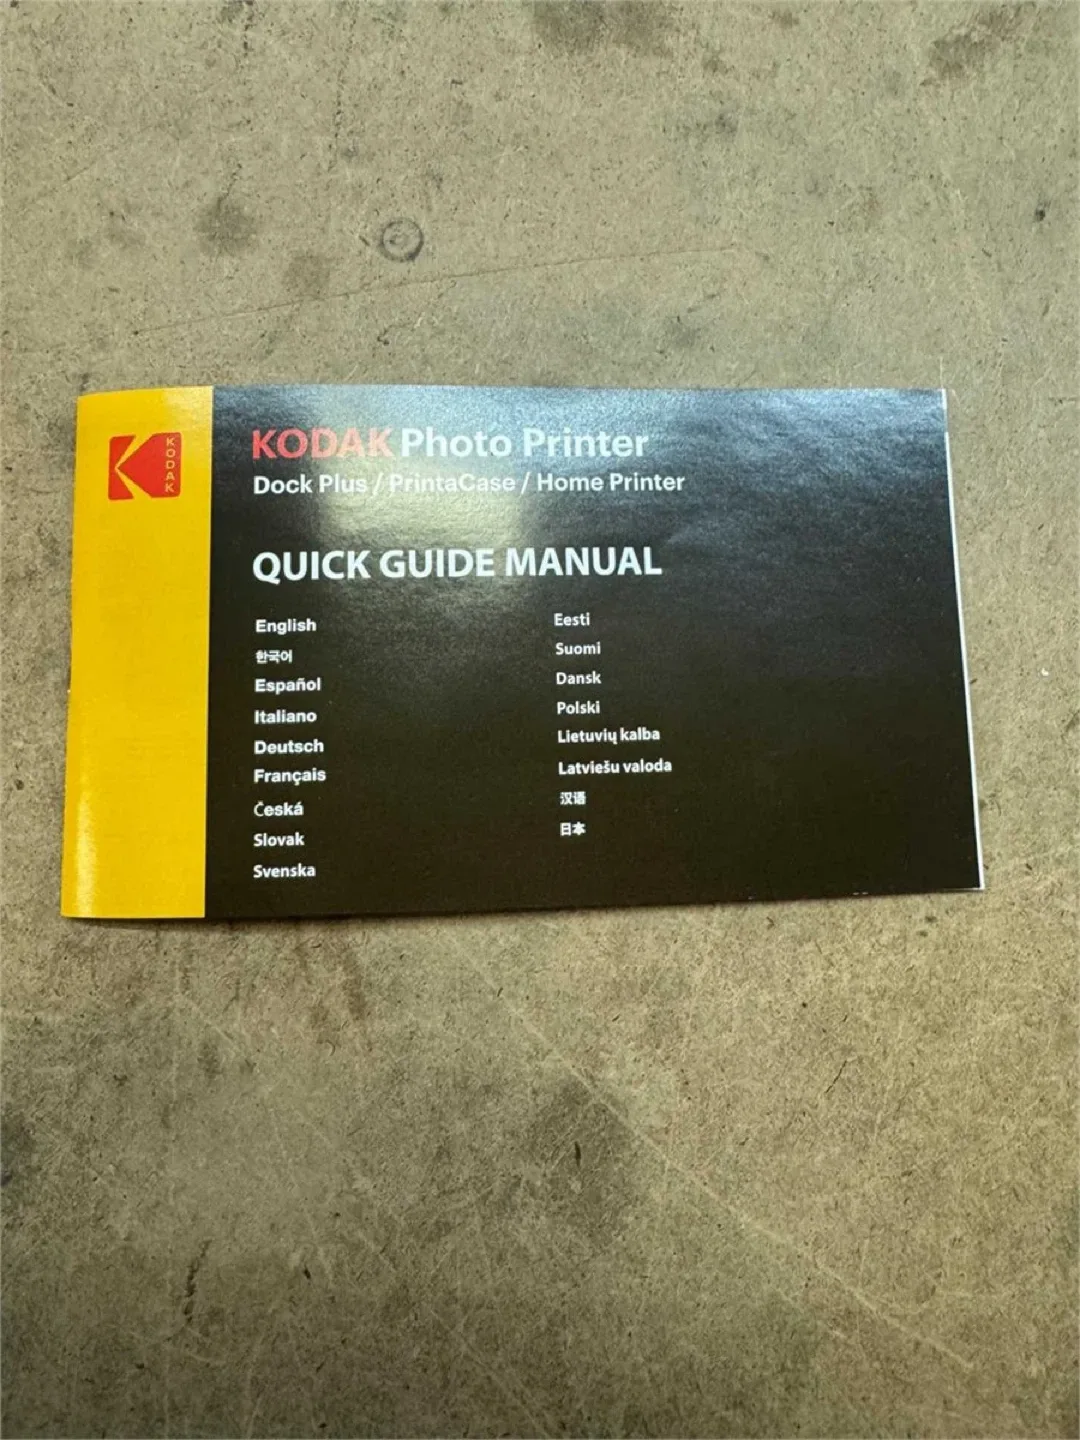 KODAK
KODAK Photo Printer
Dock Plus / PrintaCase / Home Printer
QUICK GUIDE MANUAL
English
한국어
Español
Italiano
Deutsch
Français
Česká
Slovak
Svenska
Eesti
Suomi
Dansk
Polski
Lietuvių kalba
Latviešu valoda
汉语
日本